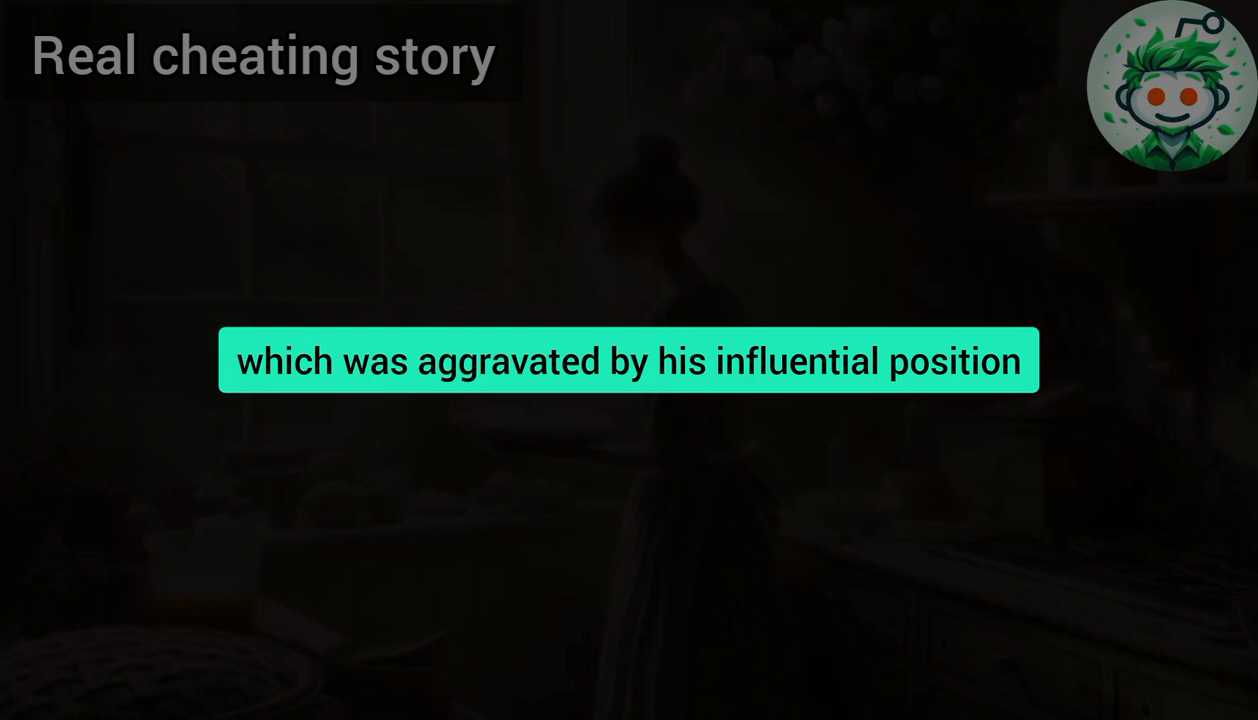 Real cheating story
which was aggravated by his influential position